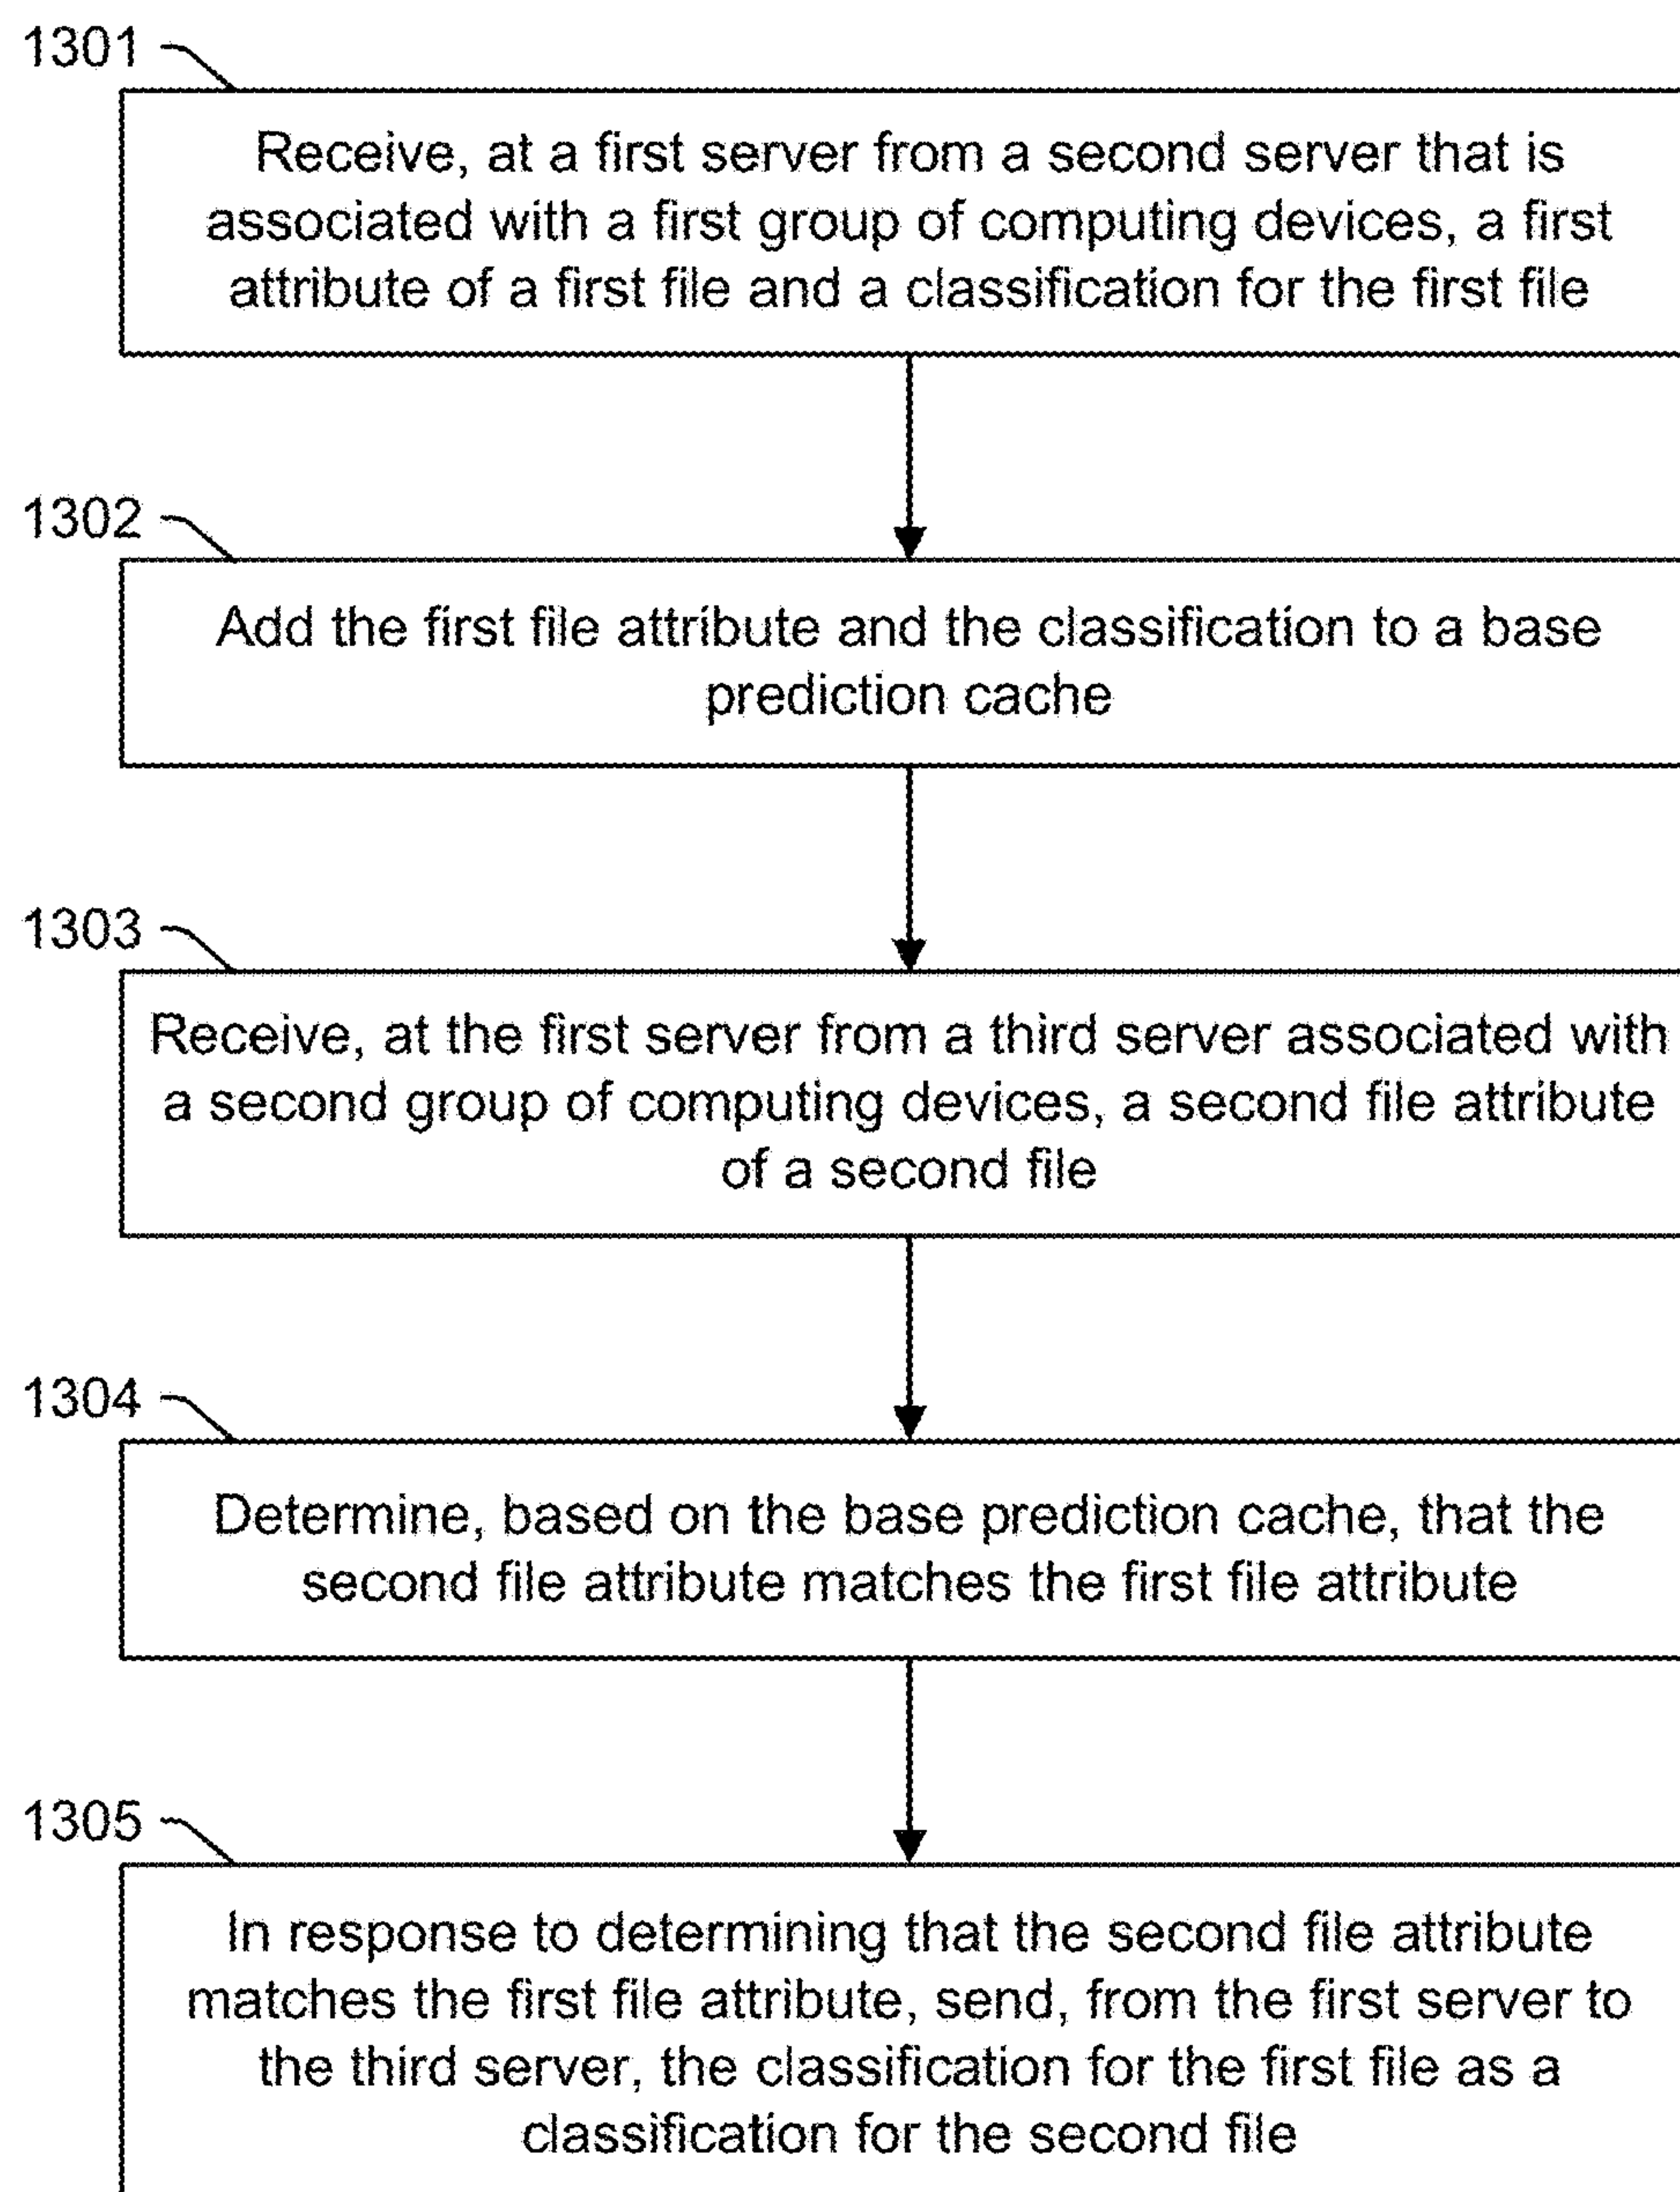 1301
Receive, at a first server from a second server that is
associated with a first group of computing devices, a first
attribute of a first file and a classification for the first file
1302
Add the first file attribute and the classification to a base
prediction cache
1303
Receive, at the first server from a third server associated with
a second group of computing devices, a second file attribute
of a second file
1304
Determine, based on the base prediction cache, that the
second file attribute matches the first file attribute
1305
In response to determining that the second file attribute
matches the first file attribute, send, from the first server to
the third server, the classification for the first file as a
classification for the second file